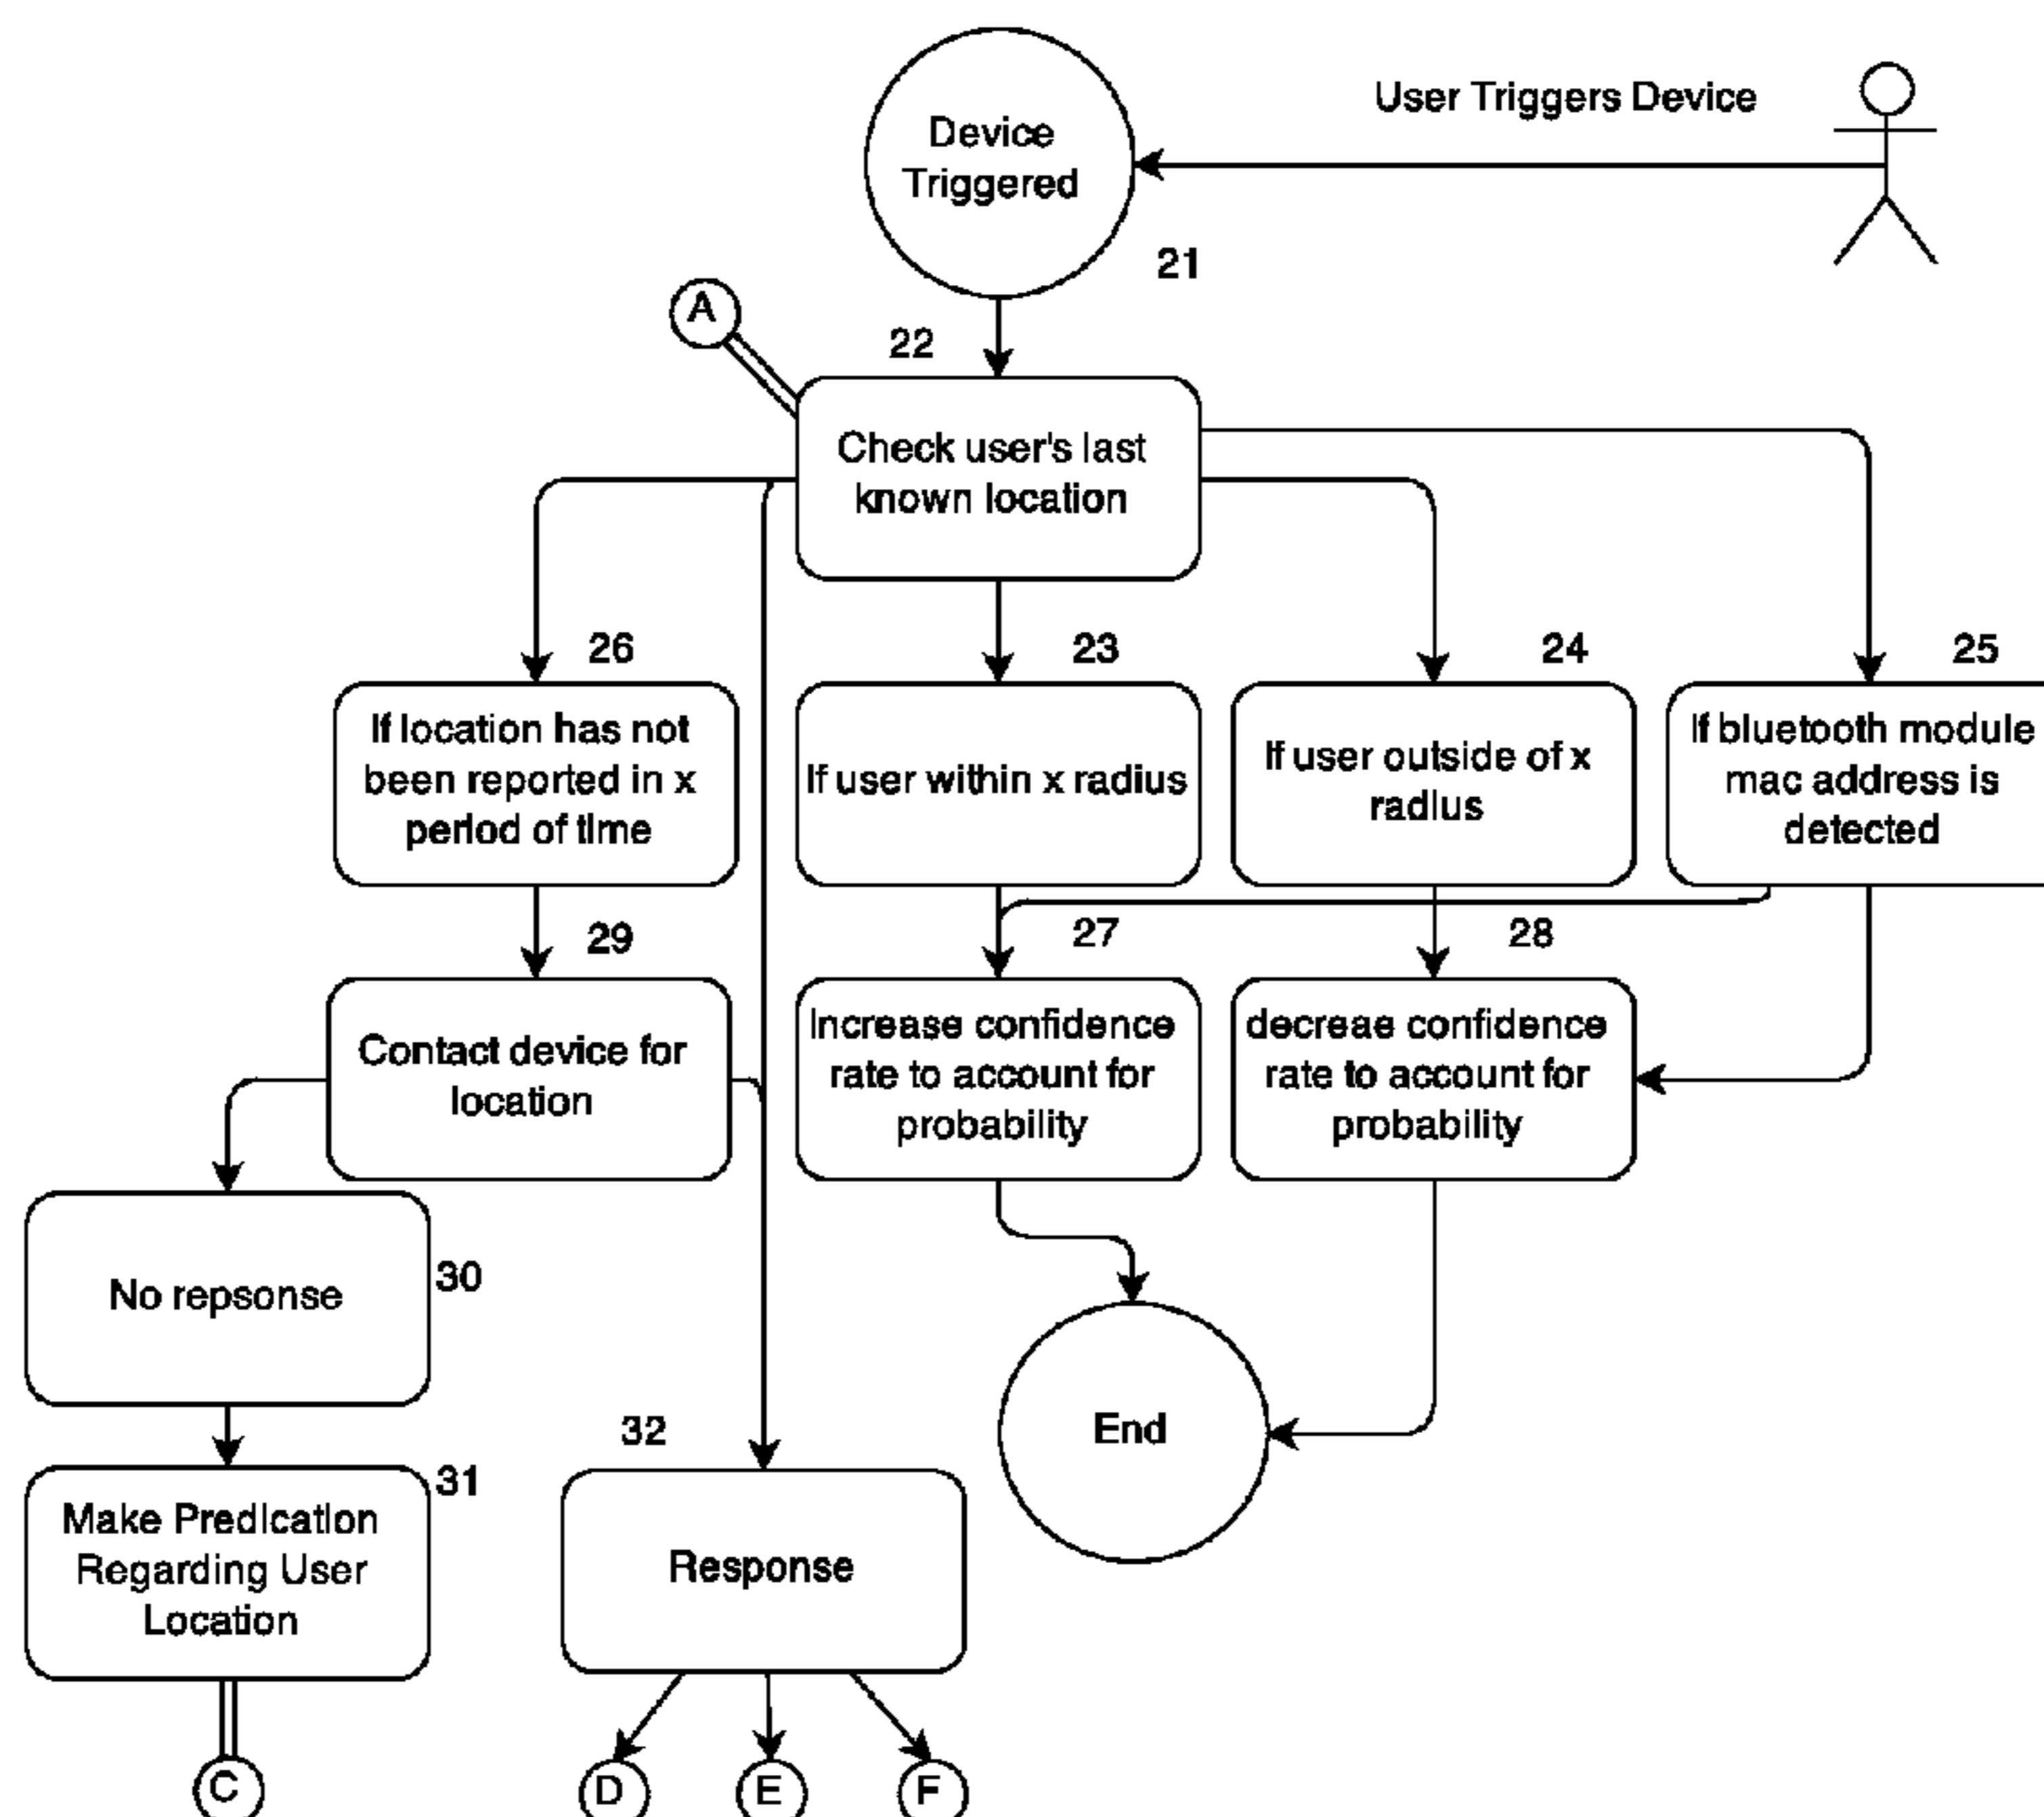 User Triggers Device
Device
Triggered
21
A
22
Check user's last
known location
26
23
24
25
If location has not
been reported in x
period of time
If user within x radius
If user outside of x
radius
If bluetooth module
mac address is
detected
29
27
28
Contact device for
location
Increase confidence
rate to account for
probability
decreae confidence
rate to account for
probability
No repsonse
30
End
32
31
Make Predication
Regarding User
Location
Response
C
D
E
F